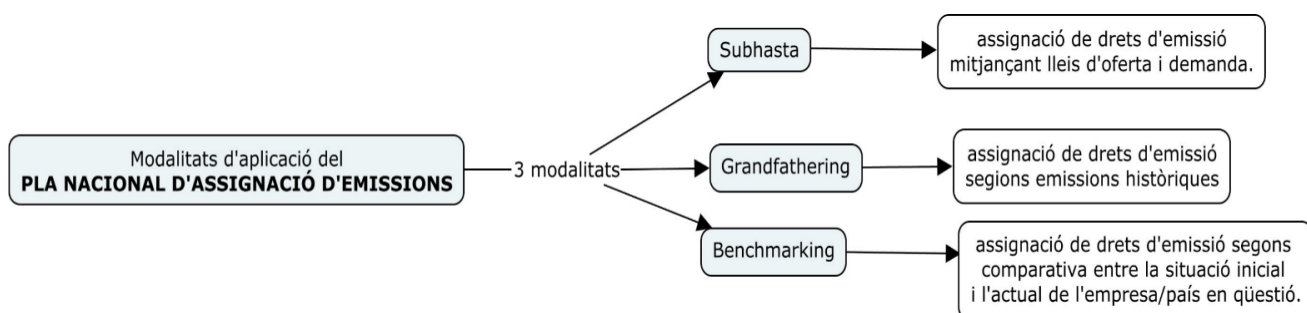 Modalitats d'aplicació del
PLA NACIONAL D'ASSIGNACIÓ D'EMISSIONS
3 modalitats
Subhasta
assignació de drets d'emissió
mitjançant lleis d'oferta i demanda.
Grandfathering
assignació de drets d'emissió
segions emissions històriques
Benchmarking
assignació de drets d'emissió segons
comparativa entre la situació inicial
i l'actual de l'empresa/país en qüestió.